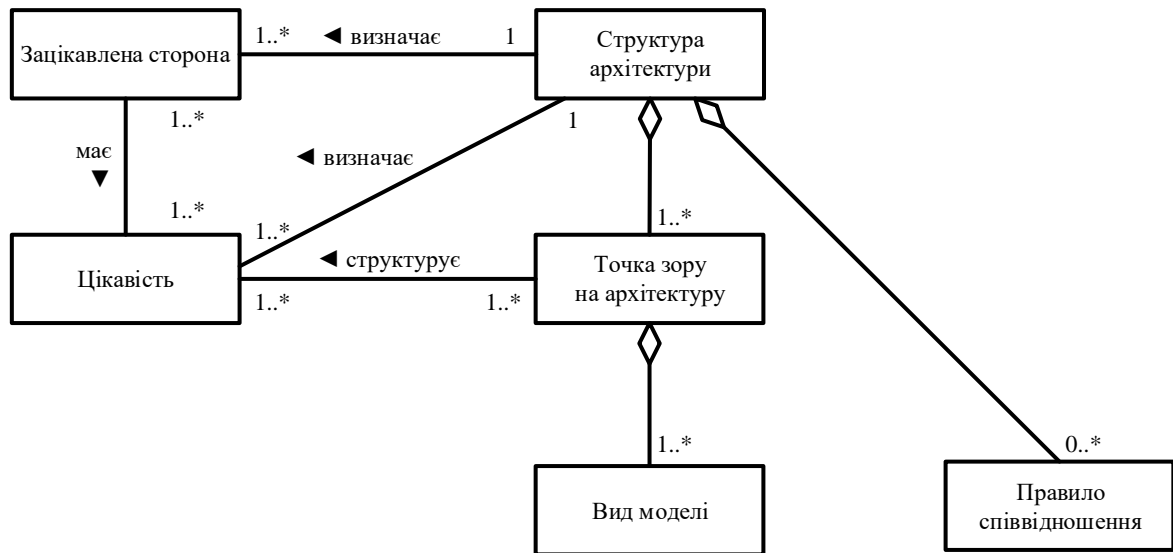 Зацікавлена сторона
1..*
◄ визначає
1
Структура
архітектури
1..*
1
має
▼
◄ визначає
1..*
1..*
1..*
Цікавість
◄ структурує
1..*
1..*
Точка зору
на архітектуру
1..*
0..*
Вид моделі
Правило
співвідношення